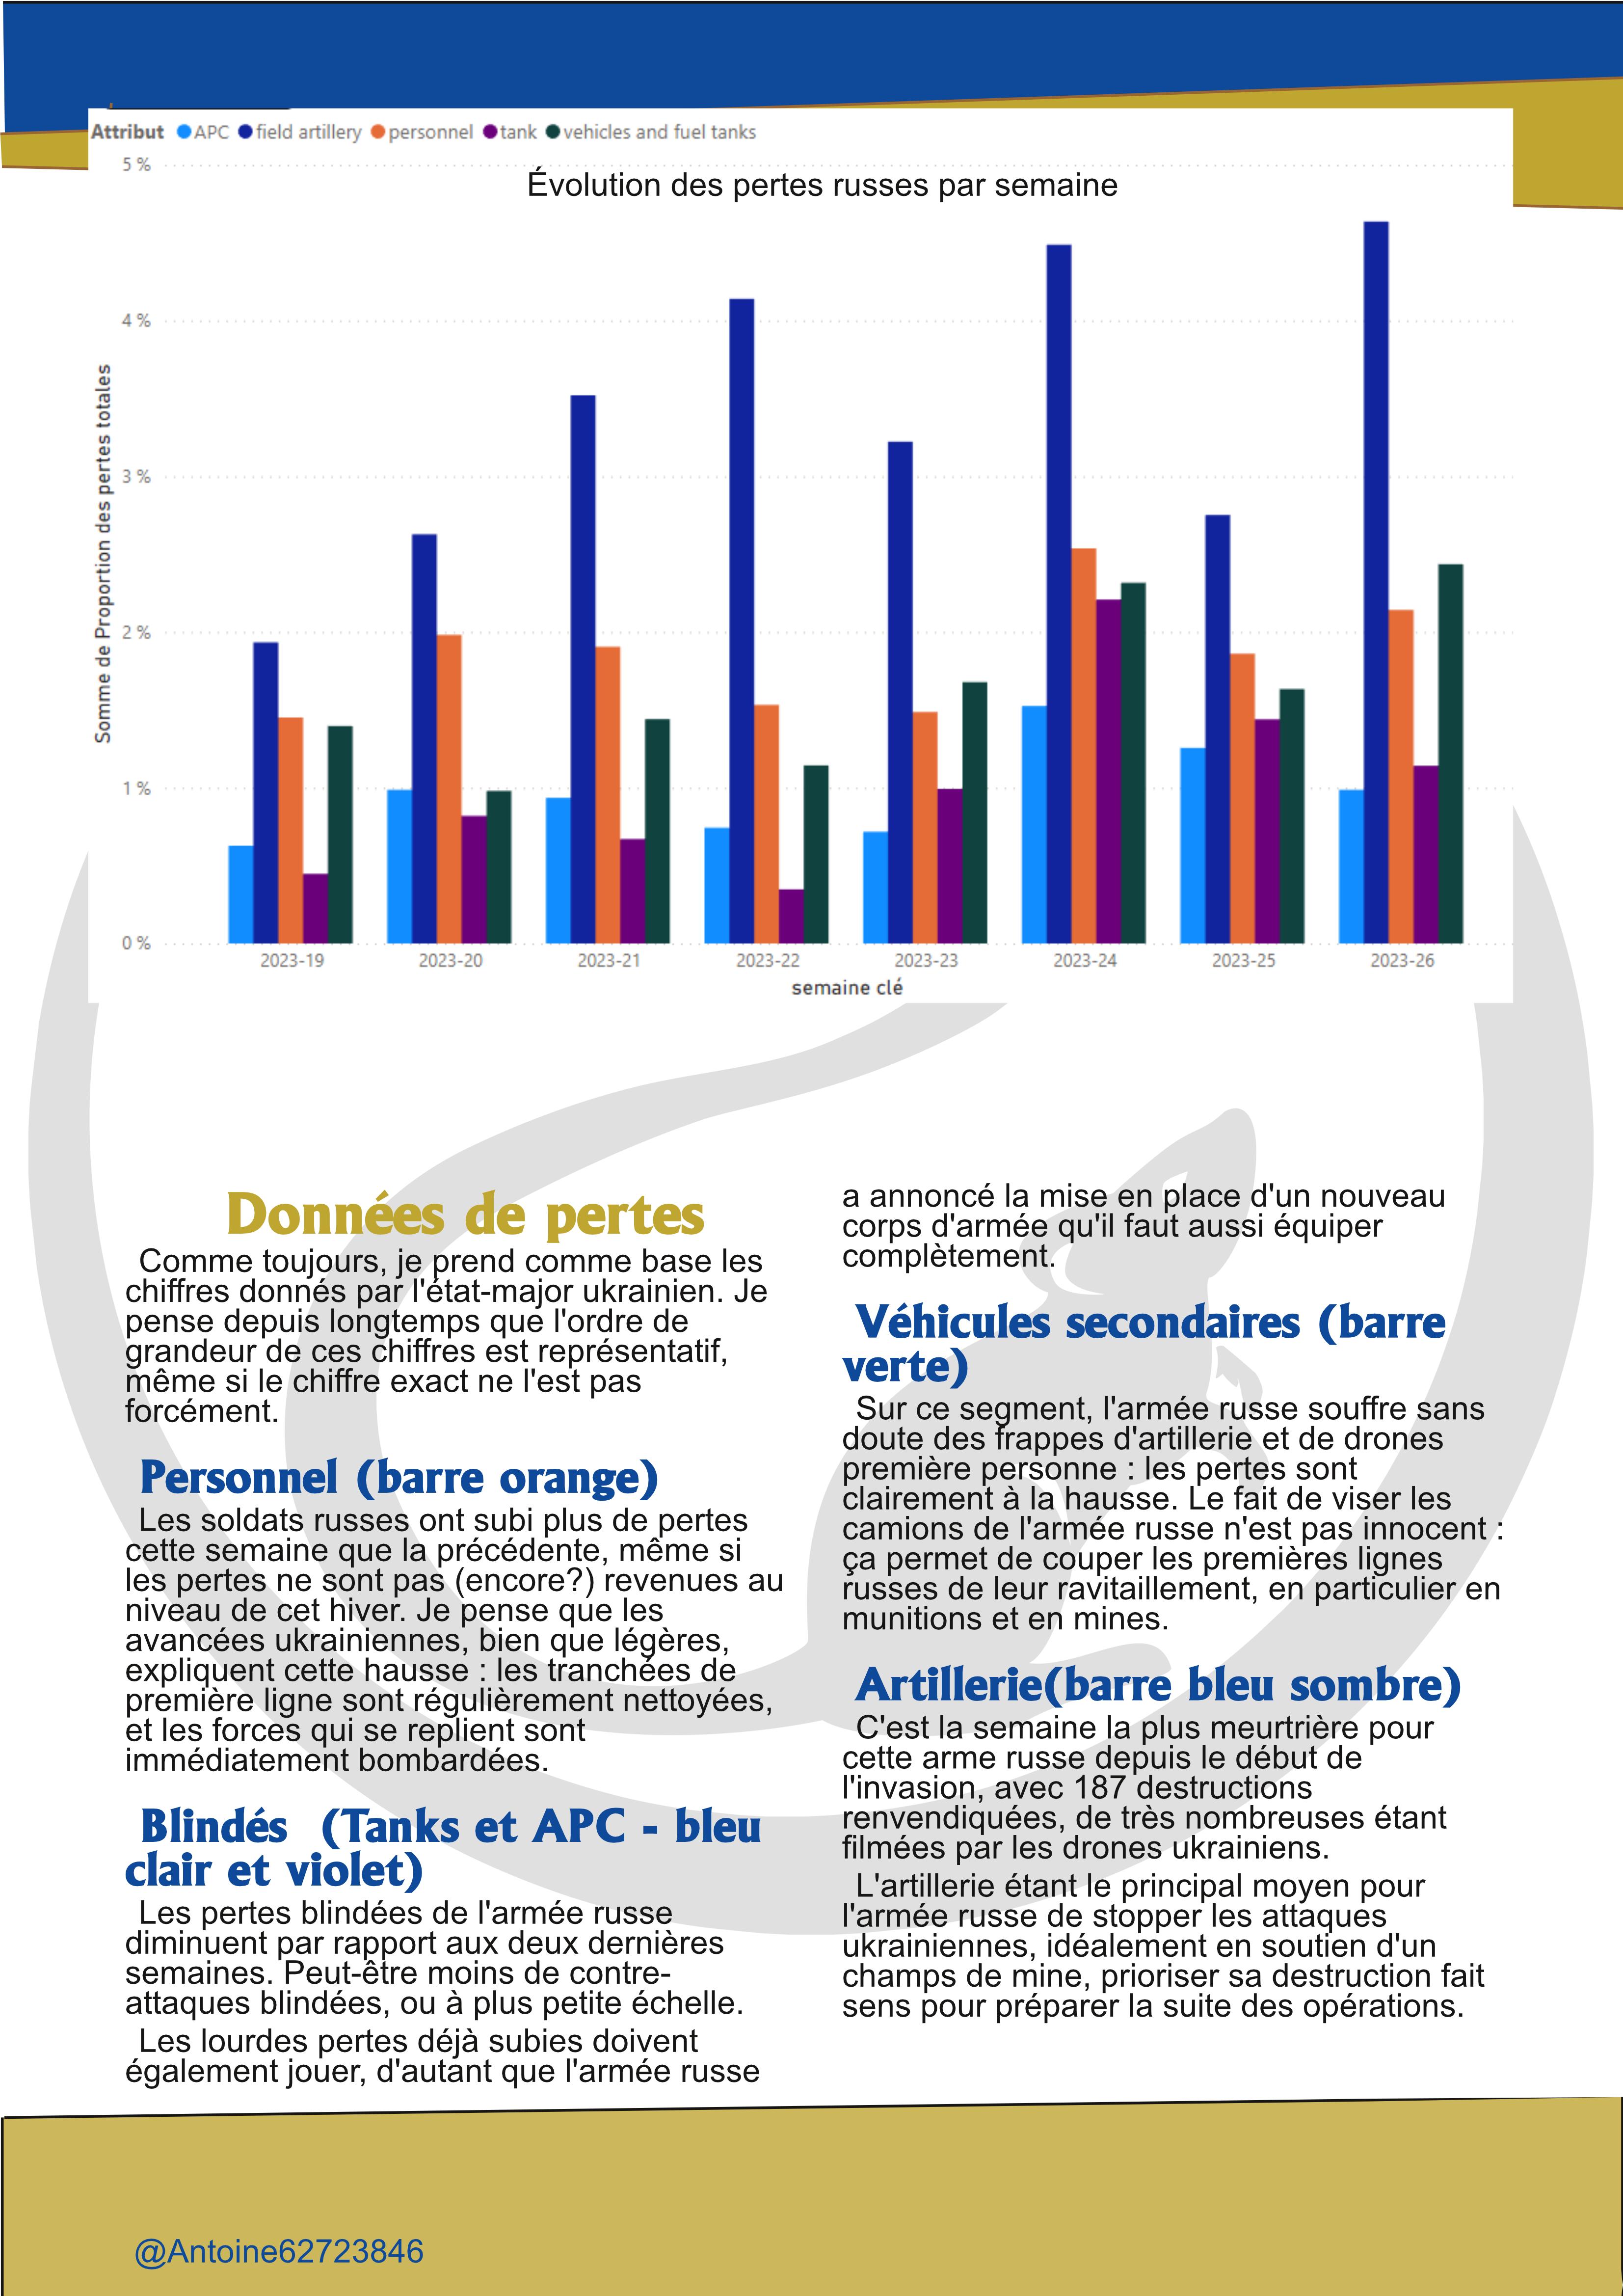 Attribut APC field artillery personnel tank vehicles and fuel tanks
5 %
Évolution des pertes russes par semaine
4 %
3 %
2 %
1 %
0 %
Somme de Proportion des pertes totales
2023-19 2023-20 2023-21 2023-22 2023-23 2023-24 2023-25 2023-26
semaine clé
Données de pertes
Comme toujours, je prend comme base les
chiffres donnés par l'état-major ukrainien. Je
pense depuis longtemps que l'ordre de
grandeur de ces chiffres est représentatif,
même si le chiffre exact ne l'est pas
forcément.
Personnel (barre orange)
Les soldats russes ont subi plus de pertes
cette semaine que la précédente, même si
les pertes ne sont pas (encore?) revenues au
niveau de cet hiver. Je pense que les
avancées ukrainiennes, bien que légères,
expliquent cette hausse : les tranchées de
première ligne sont régulièrement nettoyées,
et les forces qui se replient sont
immédiatement bombardées.
Blindés (Tanks et APC - bleu
clair et violet)
Les pertes blindées de l'armée russe
diminuent par rapport aux deux dernières
semaines. Peut-être moins de contre-
attaques blindées, ou à plus petite échelle.
Les lourdes pertes déjà subies doivent
également jouer, d'autant que l'armée russe
a annoncé la mise en place d'un nouveau
corps d'armée qu'il faut aussi équiper
complètement.
Véhicules secondaires (barre
verte)
Sur ce segment, l'armée russe souffre sans
doute des frappes d'artillerie et de drones
première personne : les pertes sont
clairement à la hausse. Le fait de viser les
camions de l'armée russe n'est pas innocent :
ça permet de couper les premières lignes
russes de leur ravitaillement, en particulier en
munitions et en mines.
Artillerie(barre bleu sombre)
C'est la semaine la plus meurtrière pour
cette arme russe depuis le début de
l'invasion, avec 187 destructions
renvendiquées, de très nombreuses étant
filmées par les drones ukrainiens.
L'artillerie étant le principal moyen pour
l'armée russe de stopper les attaques
ukrainiennes, idéalement en soutien d'un
champs de mine, prioriser sa destruction fait
sens pour préparer la suite des opérations.
@Antoine62723846